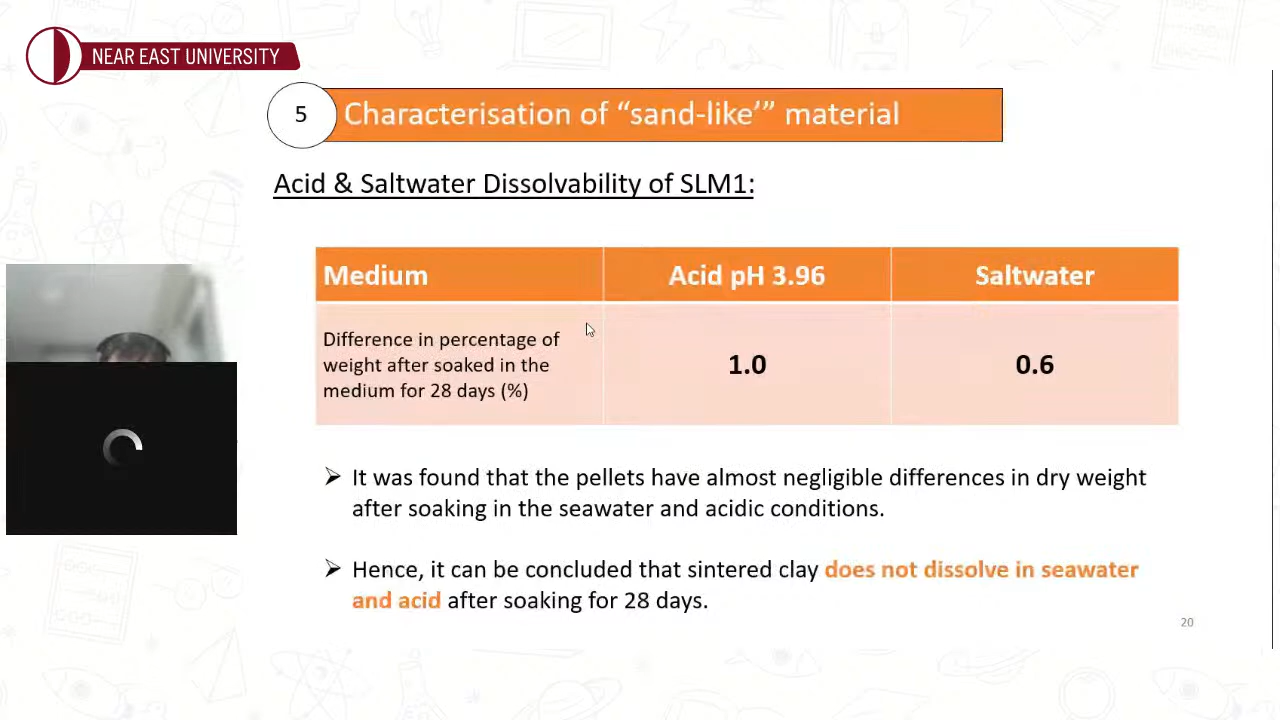 NEAR EAST UNIVERSITY
5
Characterisation of “sand-like’” material
Acid & Saltwater Dissolvability of SLM1:
Medium
Acid pH 3.96
Saltwater
Difference in percentage of
weight after soaked in the
medium for 28 days (%)
1.0
0.6
➢ It was found that the pellets have almost negligible differences in dry weight
after soaking in the seawater and acidic conditions.
➢ Hence, it can be concluded that sintered clay does not dissolve in seawater
and acid after soaking for 28 days.
20